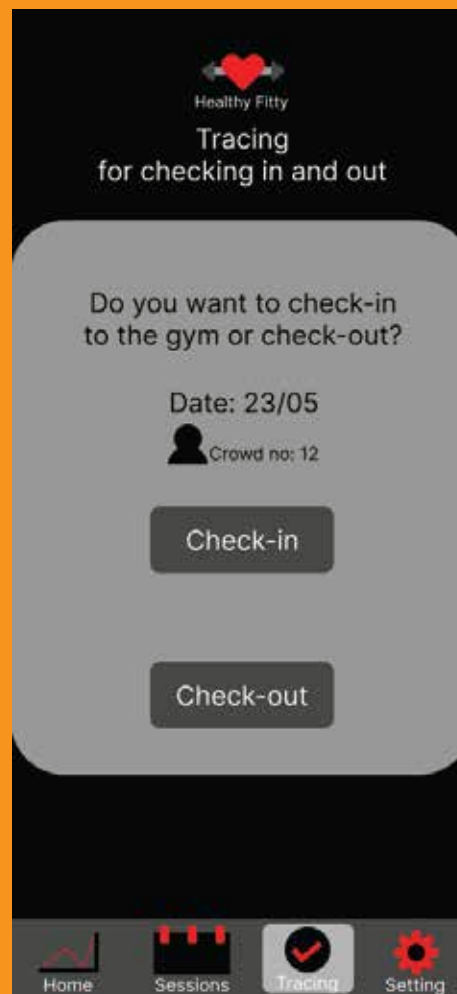 Healthy Fitty
Tracing
for checking in and out
Do you want to check-in
to the gym or check-out?
Date: 23/05
Crowd no: 12
Check-in
Check-out
Home
Sessions
Tracing
Setting